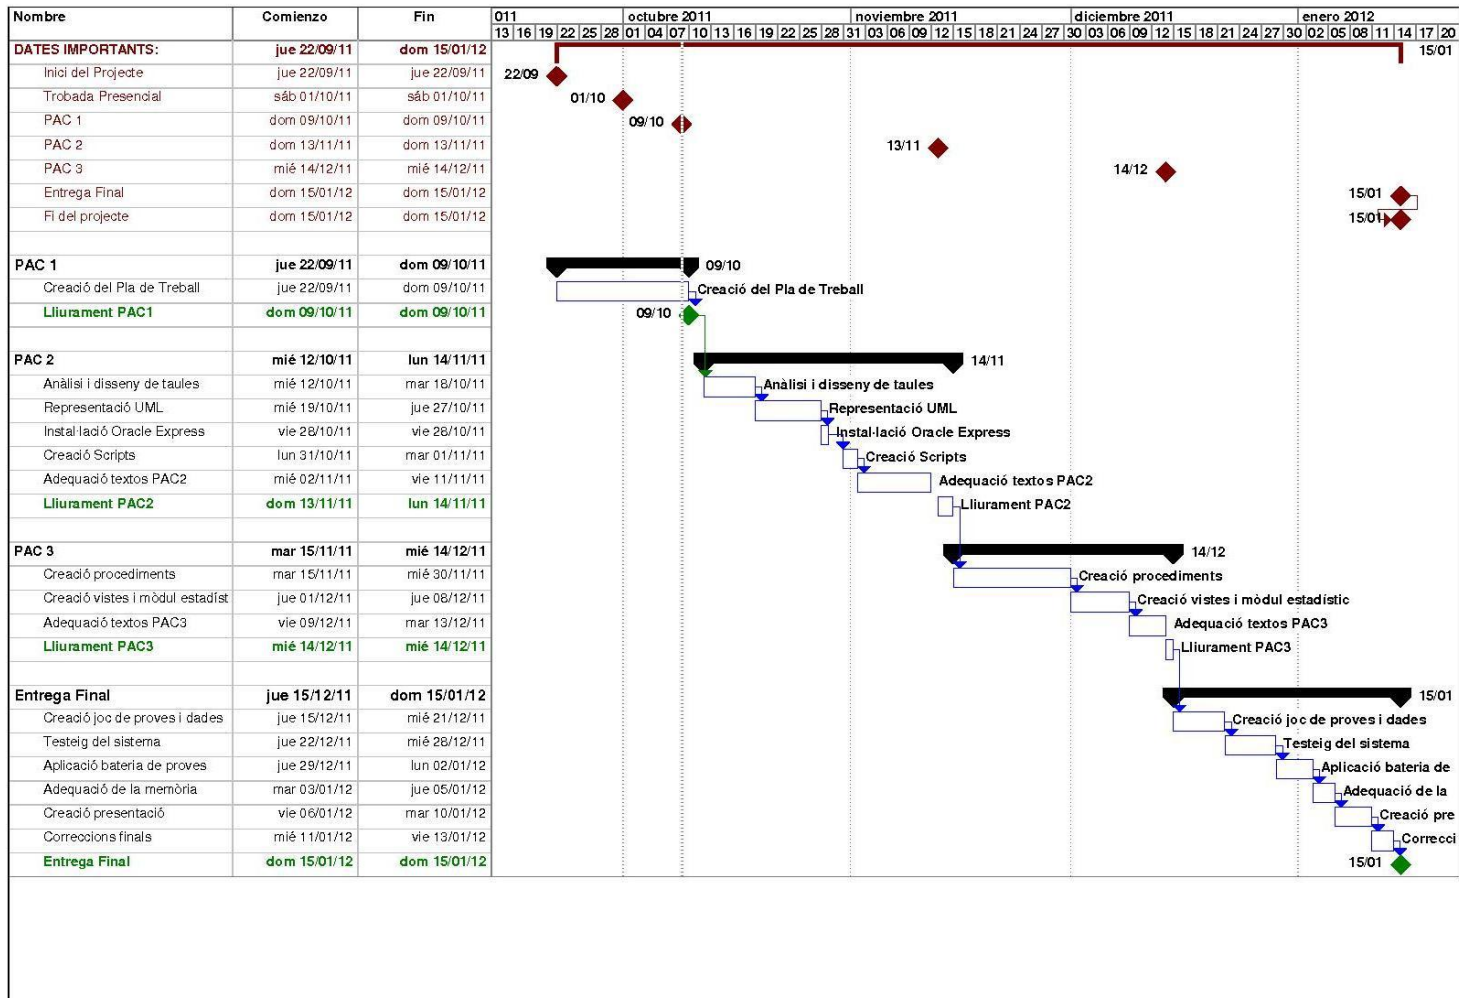 Nombre Comienzo Fin 011 octubre 2011 noviembre 2011 diciembre 2011 enero 2012
13 16 19 22 25 28 01 04 07 10 13 16 19 22 25 28 31 03 06 09 12 15 18 21 24 27 30 03 06 09 12 15 18 21 24 27 30 02 05 08 11 14 17 20
DATES IMPORTANTS: jue 22/09/11 dom 15/01/12 15/01
Inici del Projecte jue 22/09/11 jue 22/09/11 22/09
Trobada Presencial sáb 01/10/11 sáb 01/10/11 01/10
PAC 1 dom 09/10/11 dom 09/10/11 09/10
PAC 2 dom 13/11/11 dom 13/11/11 13/11
PAC 3 mié 14/12/11 mié 14/12/11 14/12
Entrega Final dom 15/01/12 dom 15/01/12 15/01
Fi del projecte dom 15/01/12 dom 15/01/12 15/01
PAC 1 jue 22/09/11 dom 09/10/11 09/10
Creació del Pla de Treball jue 22/09/11 dom 09/10/11 Creació del Pla de Treball
Lliurament PAC1 dom 09/10/11 dom 09/10/11 09/10
PAC 2 mié 12/10/11 lun 14/11/11 14/11
Anàlisi i disseny de taules mié 12/10/11 mar 18/10/11 Anàlisi i disseny de taules
Representació UML mié 19/10/11 jue 27/10/11 Representació UML
Instal·lació Oracle Express vie 28/10/11 vie 28/10/11 Instal·lació Oracle Express
Creació Scripts lun 31/10/11 mar 01/11/11 Creació Scripts
Adequació textos PAC2 mié 02/11/11 vie 11/11/11 Adequació textos PAC2
Lliurament PAC2 dom 13/11/11 lun 14/11/11 Lliurament PAC2
PAC 3 mar 15/11/11 mié 14/12/11 14/12
Creació procediments mar 15/11/11 mié 30/11/11 Creació procediments
Creació vistes i mòdul estadíst jue 01/12/11 jue 08/12/11 Creació vistes i mòdul estadístic
Adequació textos PAC3 vie 09/12/11 mar 13/12/11 Adequació textos PAC3
Lliurament PAC3 mié 14/12/11 mié 14/12/11 Lliurament PAC3
Entrega Final jue 15/12/11 dom 15/01/12 15/01
Creació joc de proves i dades jue 15/12/11 mié 21/12/11 Creació joc de proves i dades
Testeig del sistema jue 22/12/11 mié 28/12/11 Testeig del sistema
Aplicació bateria de proves jue 29/12/11 lun 02/01/12 Aplicació bateria de
Adequació de la memòria mar 03/01/12 jue 05/01/12 Adequació de la
Creació presentació vie 06/01/12 mar 10/01/12 Creació pre
Correccions finals mié 11/01/12 vie 13/01/12 Correcci
Entrega Final dom 15/01/12 dom 15/01/12 15/01